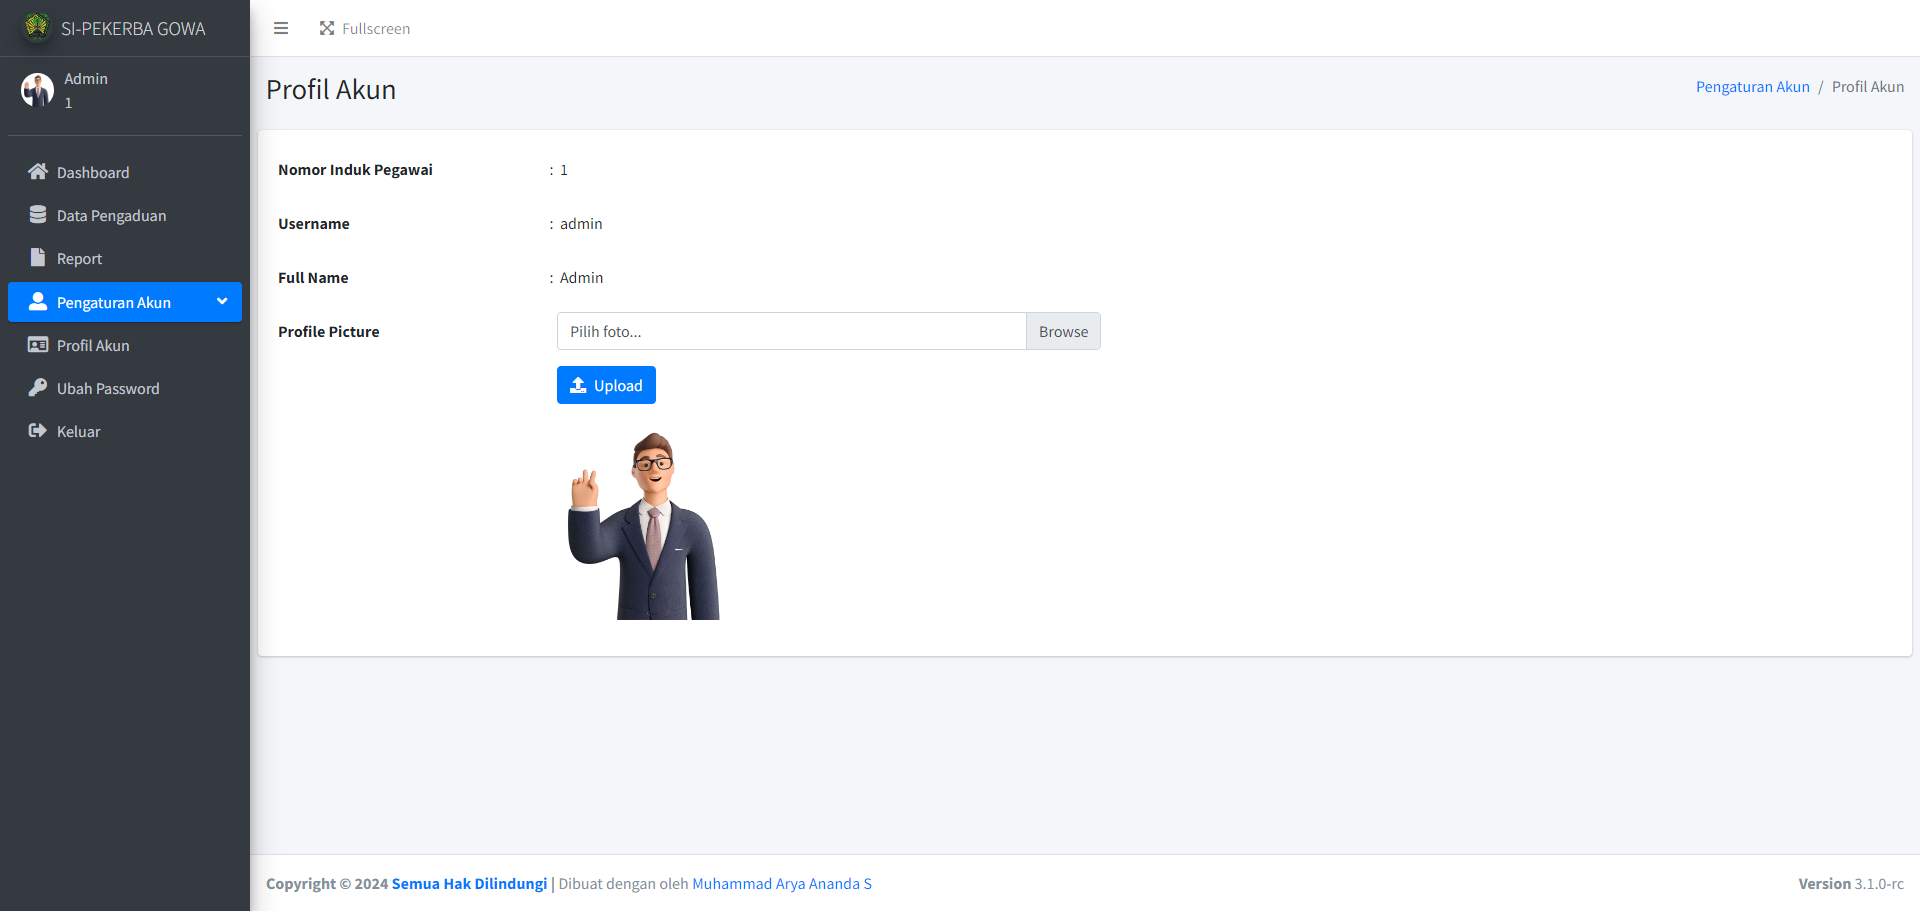 SI-PEKERBA GOWA
Fullscreen
Admin
1
Dashboard
Data Pengaduan
Report
Pengaturan Akun
Profil Akun
Ubah Password
Keluar
Profil Akun
Pengaturan Akun / Profil Akun
Nomor Induk Pegawai : 1
Username : admin
Full Name : Admin
Profile Picture Pilih foto... Browse
Upload
Copyright © 2024 Semua Hak Dilindungi | Dibuat dengan oleh Muhammad Arya Ananda S
Version 3.1.0-rc